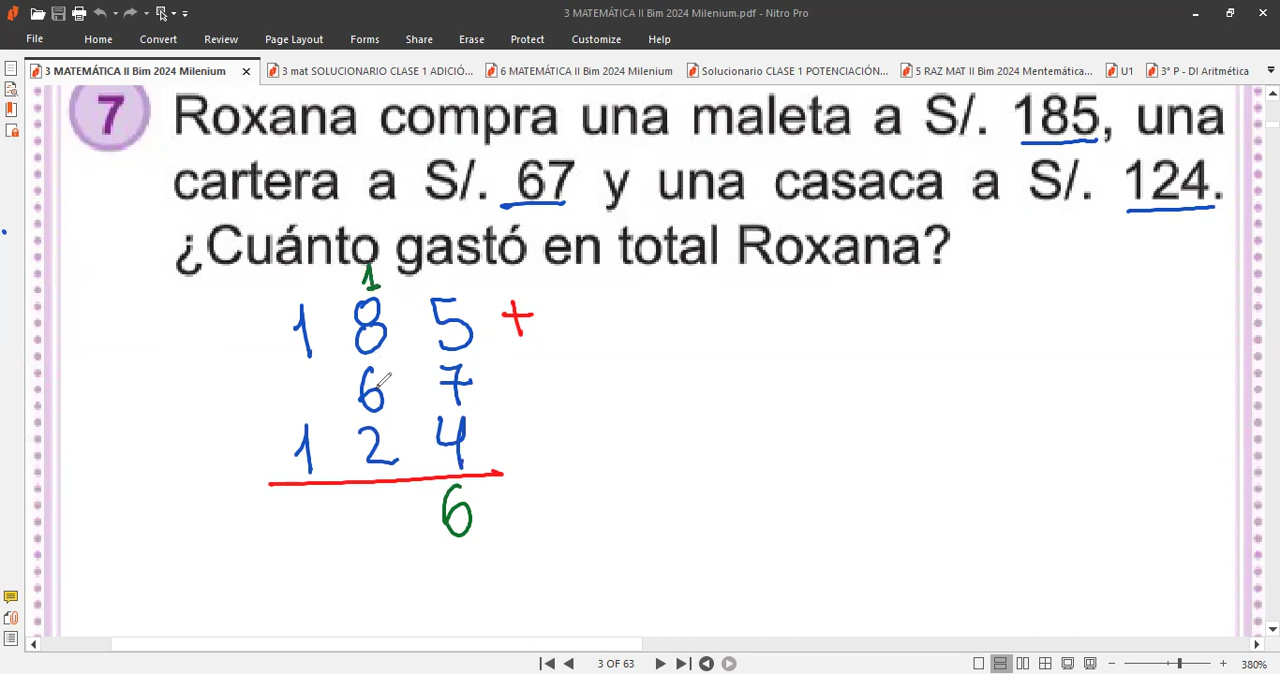 3 MATEMÁTICA II Bim 2024 Milenium.pdf - Nitro Pro
File Home Convert Review Page Layout Forms Share Erase Protect Customize Help
3 MATEMÁTICA II Bim 2024 Milenium 3 mat SOLUCIONARIO CLASE 1 ADICIÓ... 6 MATEMÁTICA II Bim 2024 Milenium Solucionario CLASE 1 POTENCIACIÓN... 5 RAZ MAT II Bim 2024 Mentemática... U1 3° P - DI Aritmética
7 Roxana compra una maleta a S/. 185, una
cartera a S/. 67 y una casaca a S/. 124.
¿Cuánto gastó en total Roxana?
1
1 8 5 +
6 7
1 2 4
6
3 OF 63 380%